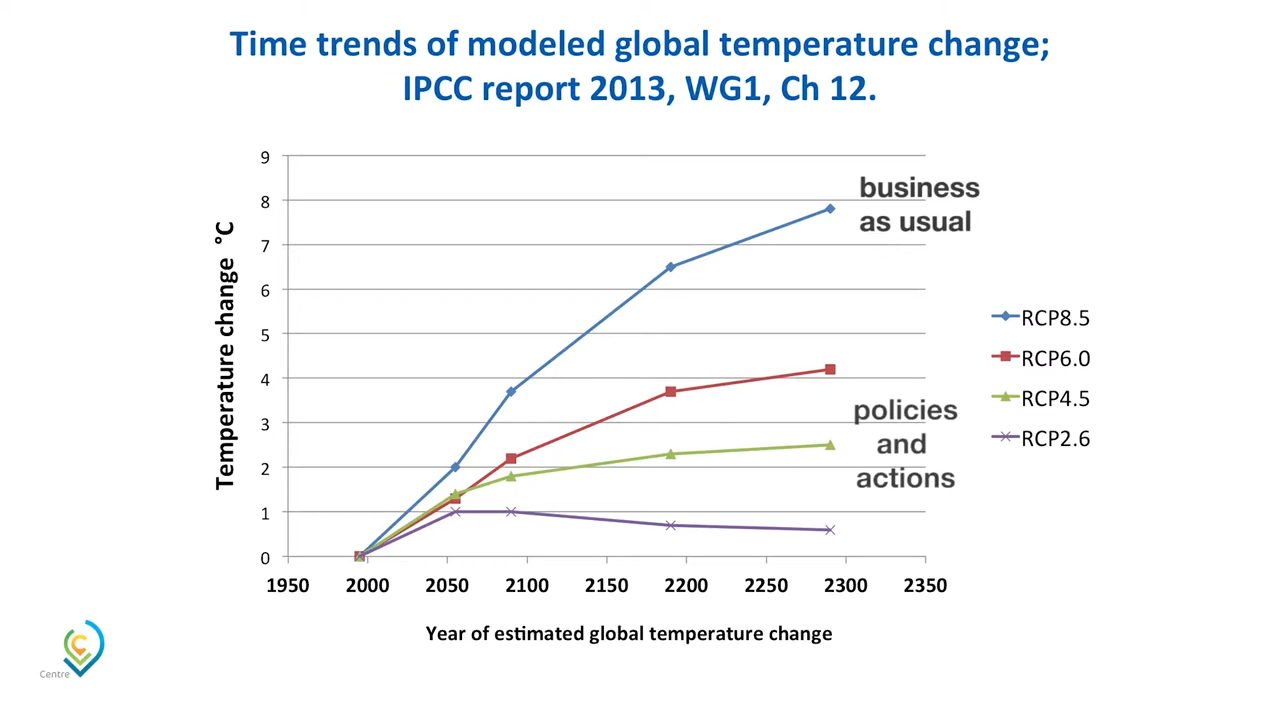 Time trends of modeled global temperature change;
IPCC report 2013, WG1, Ch 12.
Temperature change °C
9
8
7
6
5
4
3
2
1
0
1950 2000 2050 2100 2150 2200 2250 2300 2350
Year of estimated global temperature change
business
as usual
policies
and
actions
RCP8.5
RCP6.0
RCP4.5
RCP2.6
C
Centre